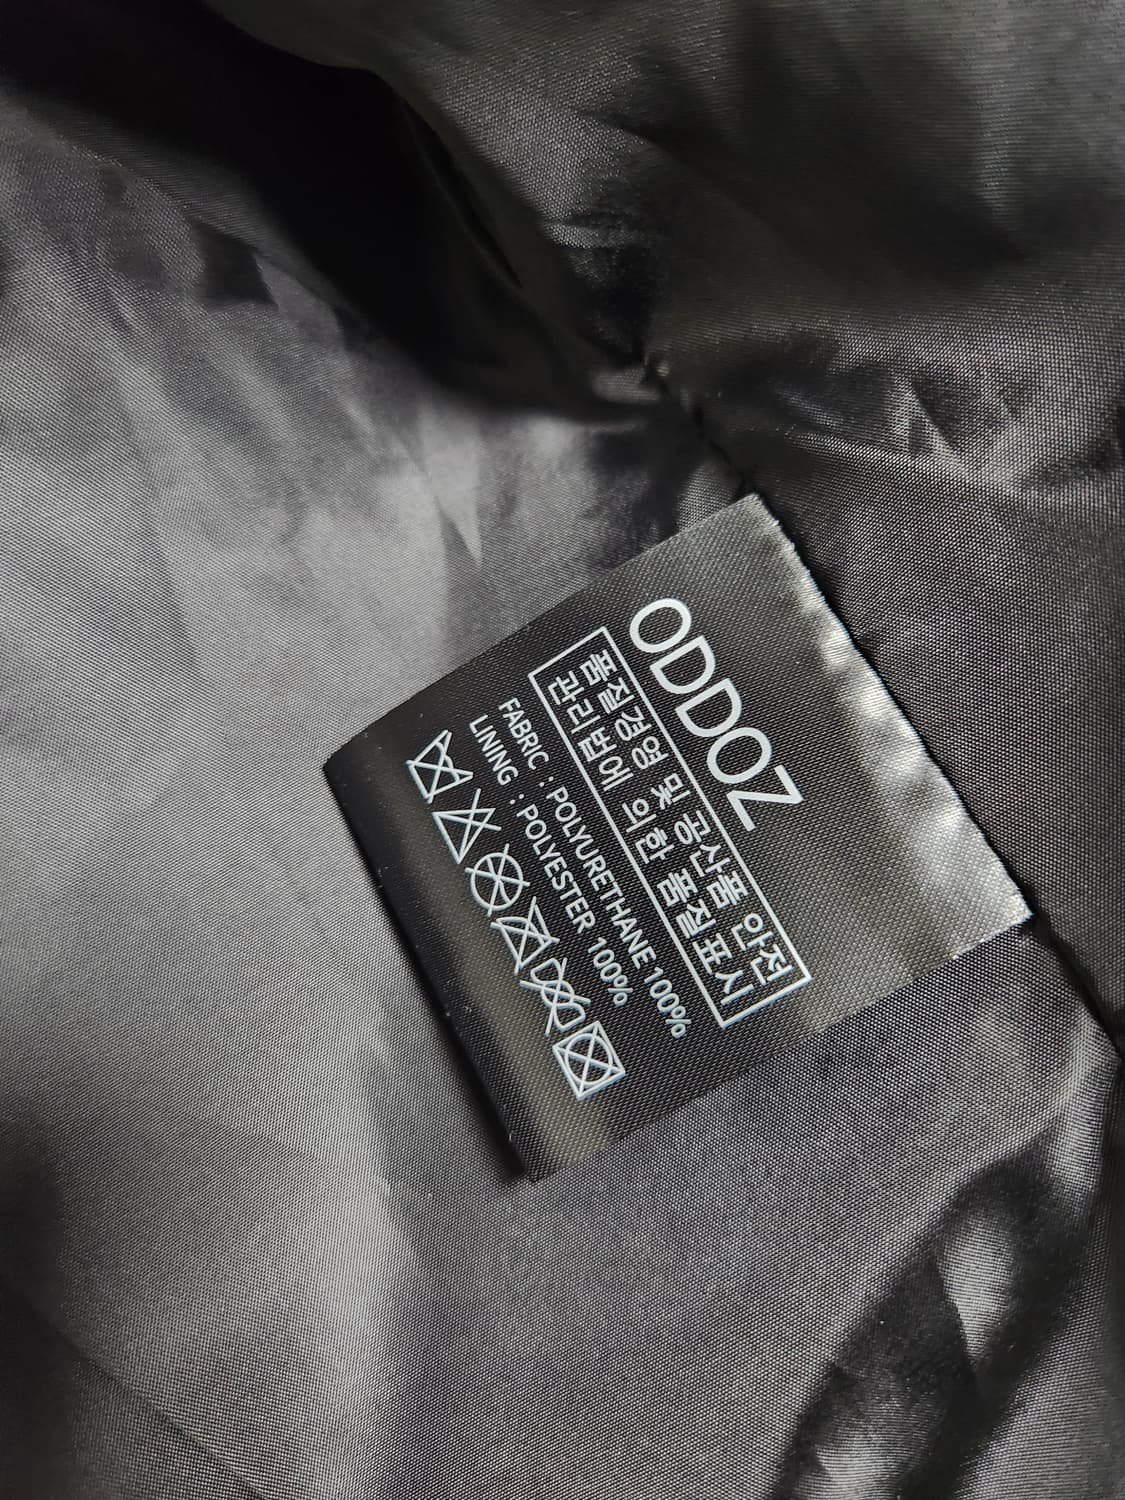 ODDOZ
품질경영 및 공산품 안전
관리법에 의한 품질표시
FABRIC : POLYURETHANE 100%
LINING : POLYESTER 100%